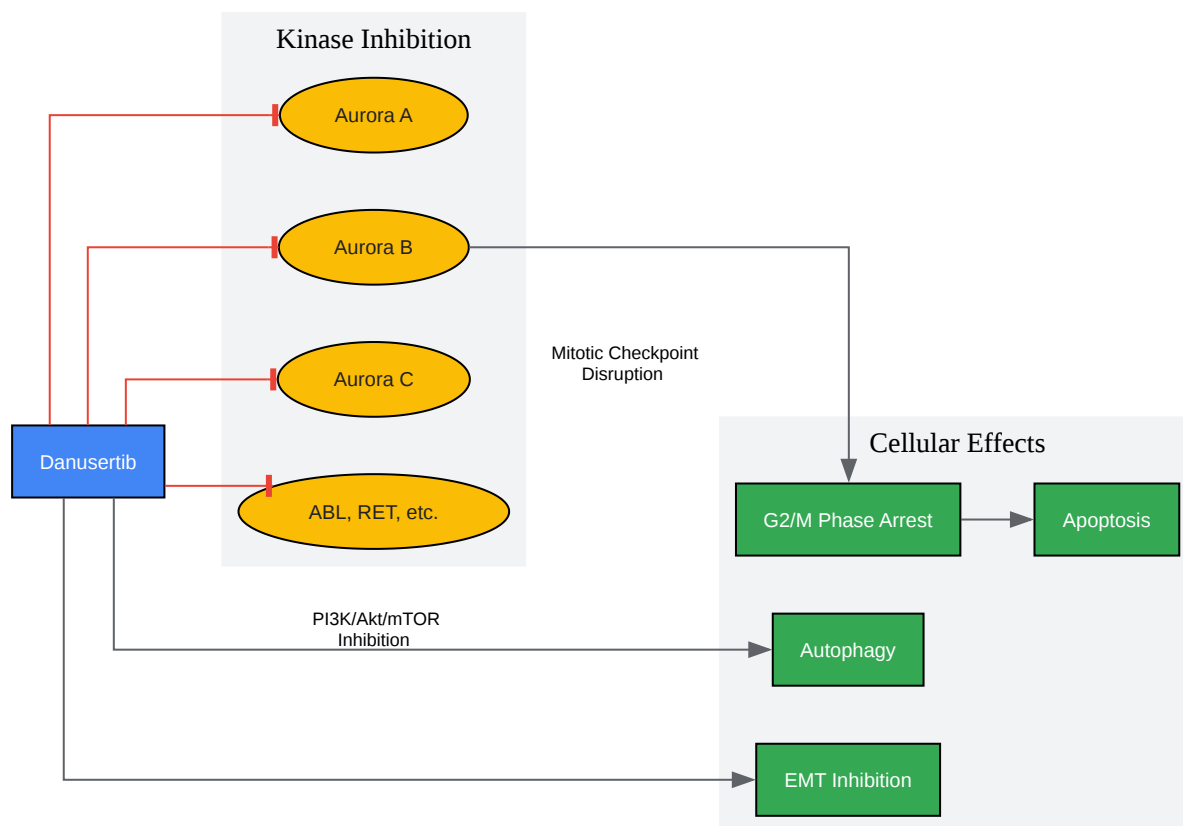 Kinase Inhibition
Aurora A
Aurora B
Mitotic Checkpoint
Disruption
Aurora C
Cellular Effects
Danusertib
ABL, RET, etc.
G2/M Phase Arrest
Apoptosis
PI3K/Akt/mTOR
Inhibition
Autophagy
EMT Inhibition